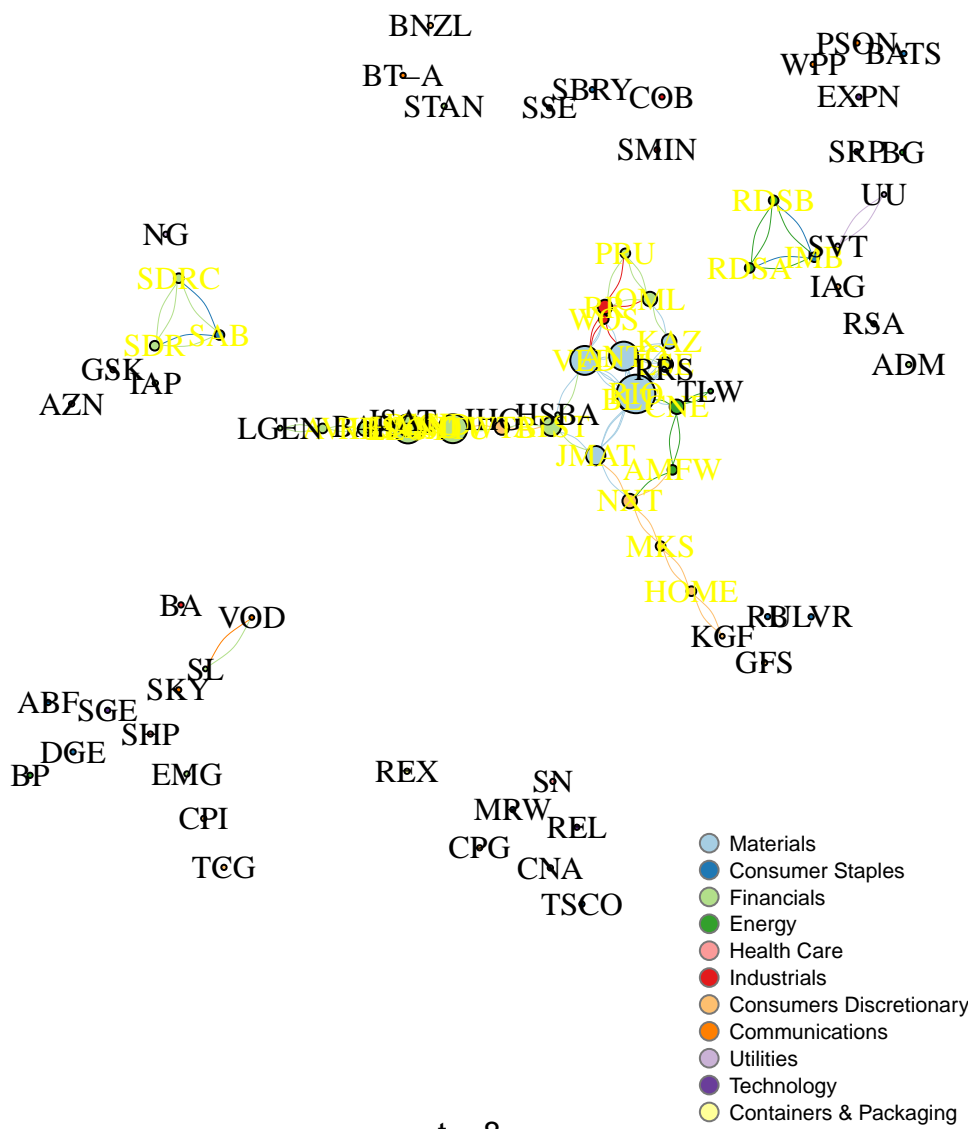 BNZL
PSON
BATS
WPP
BT−A
SBRY
COB
EXPN
STAN
SSE
SMIN
SRP
BG
UU
RDSB
NG
SVT
PRU
IMB
SDRC
RDSA
IAG
OML
WOS
RSA
SAB
KAZ
SDR
VED
ADM
GSK
RRS
IAP
TLW
AZN
RIO
CNE
HSBA
ISAT
IHG
LGEN
JMAT
AMFW
NXT
MKS
HOME
BA
VOD
RB
ULVR
KGF
GFS
SL
SKY
ABF
SGE
SHP
DGE
BP
EMG
REX
SN
CPI
MRW
REL
CPG
TCG
CNA
TSCO
Materials
Consumer Staples
Financials
Energy
Health Care
Industrials
Consumers Discretionary
Communications
Utilities
Technology
Containers & Packaging